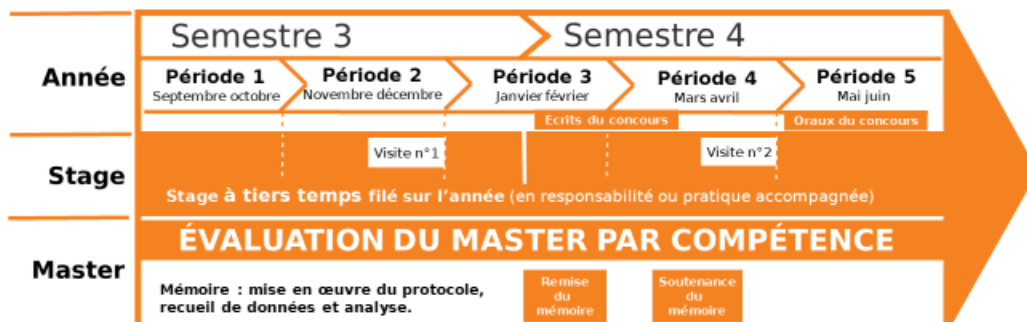 Semestre 3
Semestre 4
Année
Période 1
Septembre octobre
Période 2
Novembre décembre
Période 3
Janvier février
Période 4
Mars avril
Période 5
Mai juin
Ecrits du concours
Oraux du concours
Stage
Visite n°1
Visite n°2
Stage à tiers temps filé sur l’année (en responsabilité ou pratique accompagnée)
Master
ÉVALUATION DU MASTER PAR COMPÉTENCE
Mémoire : mise en œuvre du protocole,
recueil de données et analyse.
Remise
du
mémoire
Soutenance
du
mémoire